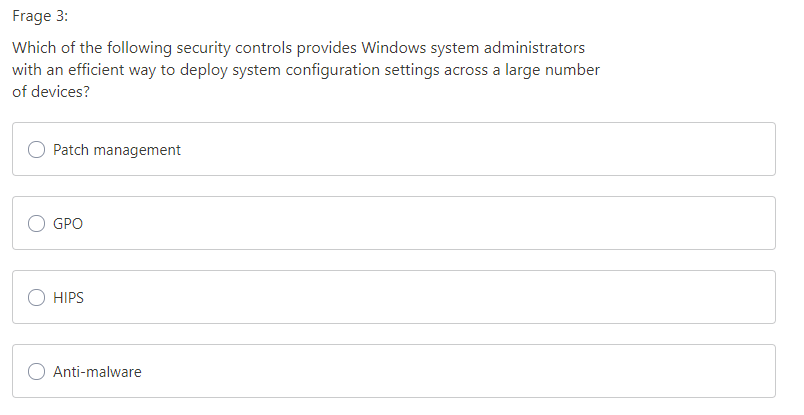 Frage 3:
Which of the following security controls provides Windows system administrators
with an efficient way to deploy system configuration settings across a large number
of devices?
Patch management
GPO
HIPS
Anti-malware